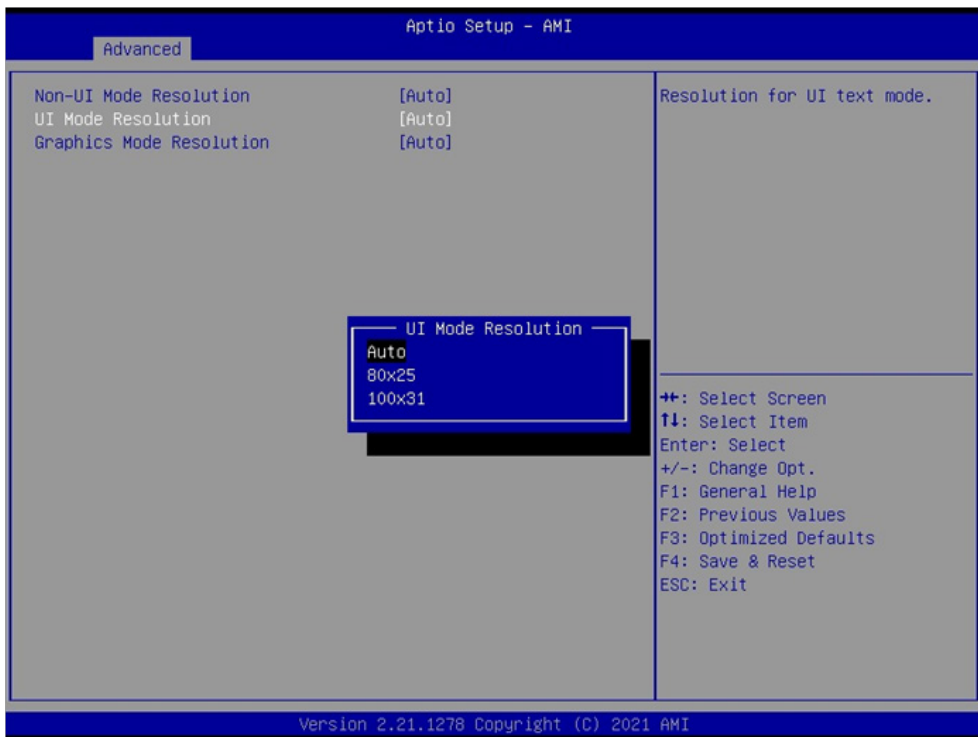 Aptio Setup – AMI
Advanced
Non-UI Mode Resolution [Auto]
UI Mode Resolution [Auto]
Graphics Mode Resolution [Auto]
Resolution for UI text mode.
UI Mode Resolution
Auto
80x25
100x31
→←: Select Screen
↑↓: Select Item
Enter: Select
+/-: Change Opt.
F1: General Help
F2: Previous Values
F3: Optimized Defaults
F4: Save & Reset
ESC: Exit
Version 2.21.1278 Copyright (C) 2021 AMI